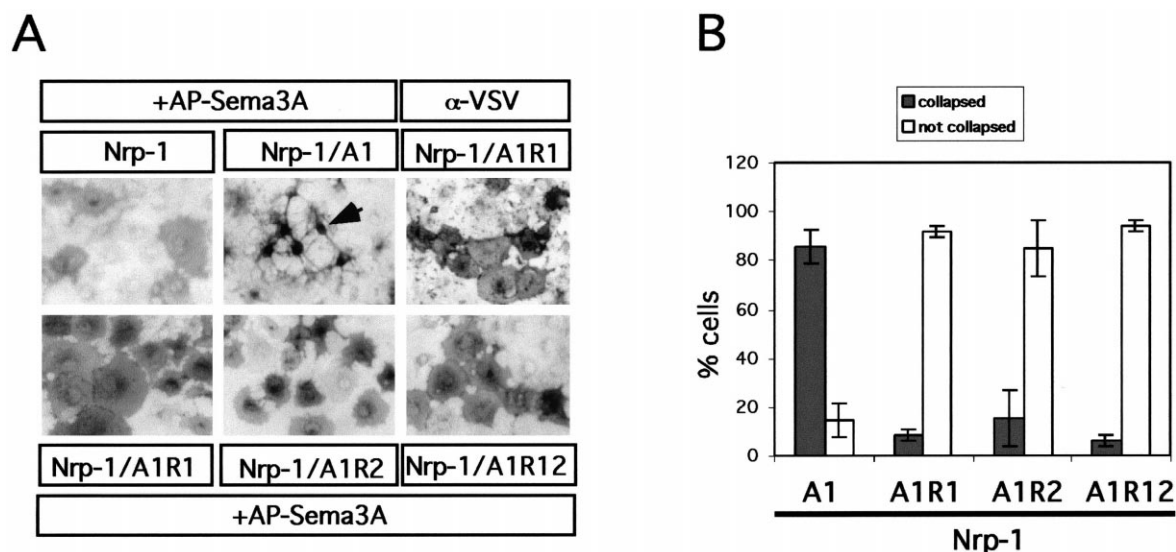 A
+AP-Sema3A
α-VSV
Nrp-1
Nrp-1/A1
Nrp-1/A1R1
Nrp-1/A1R1
Nrp-1/A1R2
Nrp-1/A1R12
+AP-Sema3A
B
collapsed
not collapsed
120
100
80
60
40
20
0
% cells
A1
A1R1
A1R2
A1R12
Nrp-1